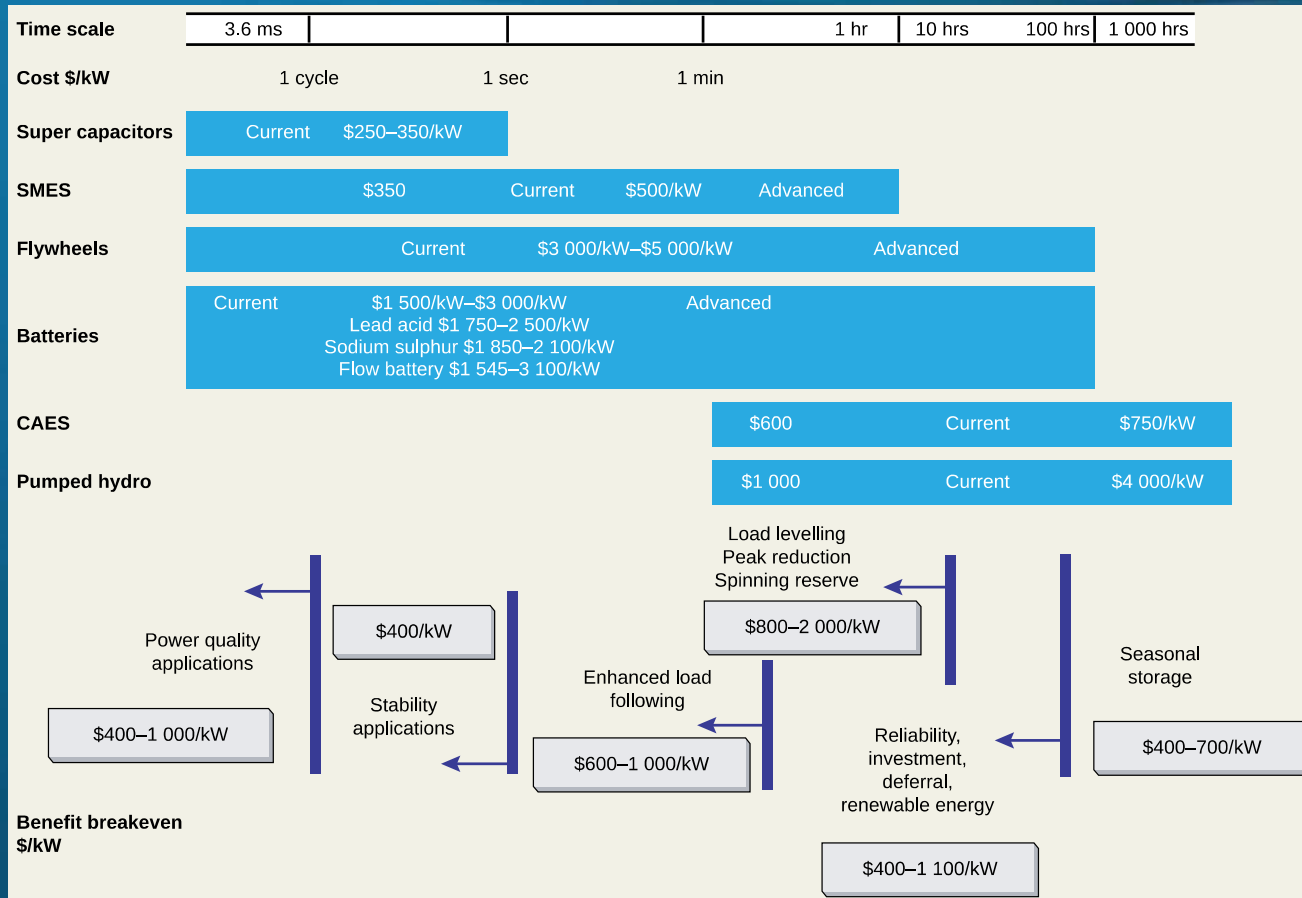 Time scale 3.6 ms 1 hr 10 hrs 100 hrs 1 000 hrs
Cost $/kW 1 cycle 1 sec 1 min
Super capacitors Current $250–350/kW
SMES $350 Current $500/kW Advanced
Flywheels Current $3 000/kW–$5 000/kW Advanced
Batteries
Current $1 500/kW–$3 000/kW Advanced
Lead acid $1 750–2 500/kW
Sodium sulphur $1 850–2 100/kW
Flow battery $1 545–3 100/kW
CAES $600 Current $750/kW
Pumped hydro $1 000 Current $4 000/kW
Load levelling
Peak reduction
Spinning reserve
$800–2 000/kW
$400/kW
Power quality
applications
$400–1 000/kW
Stability
applications
Enhanced load
following
$600–1 000/kW
Seasonal
storage
$400–700/kW
Reliability,
investment,
deferral,
renewable energy
$400–1 100/kW
Benefit breakeven
$/kW